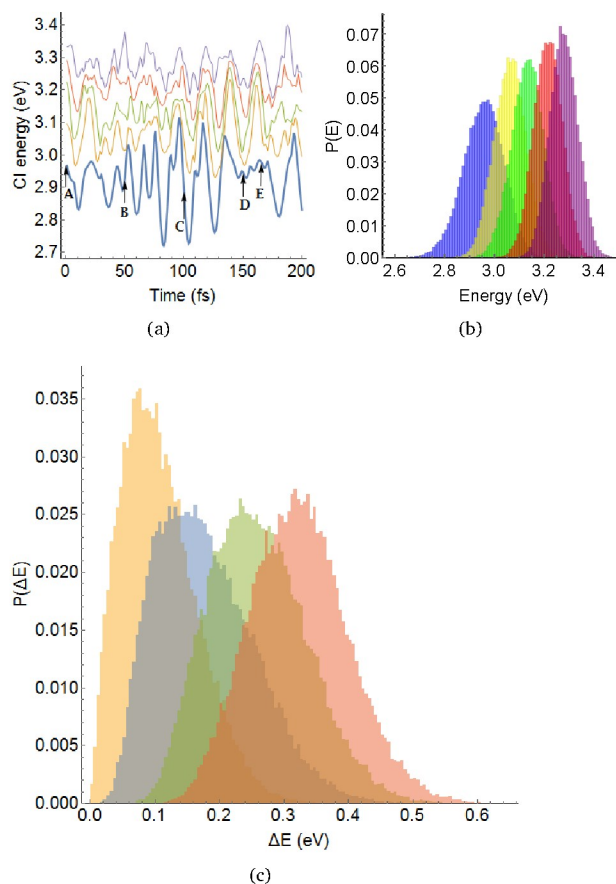 3.4
3.3
3.2
3.1
3.0
2.9
2.8
2.7
CI energy (eV)
A
B
C
D
E
0
50
100
150
200
Time (fs)
(a)
0.07
0.06
0.05
0.04
0.03
0.02
0.01
0.00
P(E)
2.6
2.8
3.0
3.2
3.4
Energy (eV)
(b)
0.035
0.030
0.025
0.020
0.015
0.010
0.005
0.000
P(ΔE)
0.0
0.1
0.2
0.3
0.4
0.5
0.6
ΔE (eV)
(c)